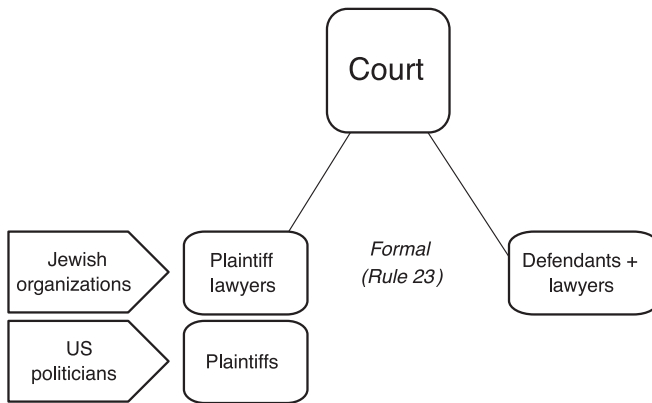 Court
Jewish
organizations
Plaintiff
lawyers
Formal
(Rule 23)
Defendants +
lawyers
US
politicians
Plaintiffs